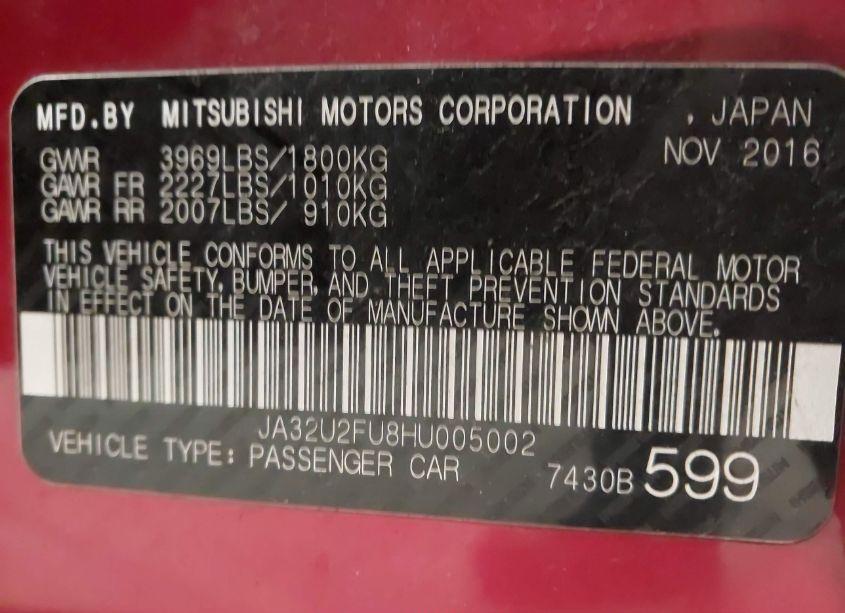 MFD.BY MITSUBISHI MOTORS CORPORATION , JAPAN
NOV 2016
GVWR 3969LBS/1800KG
GAWR FR 2227LBS/1010KG
GAWR RR 2007LBS/ 910KG
THIS VEHICLE CONFORMS TO ALL APPLICABLE FEDERAL MOTOR
VEHICLE SAFETY, BUMPER, AND THEFT PREVENTION STANDARDS
IN EFFECT ON THE DATE OF MANUFACTURE SHOWN ABOVE.
JA32U2FU8HU005002
VEHICLE TYPE: PASSENGER CAR
7430B 599